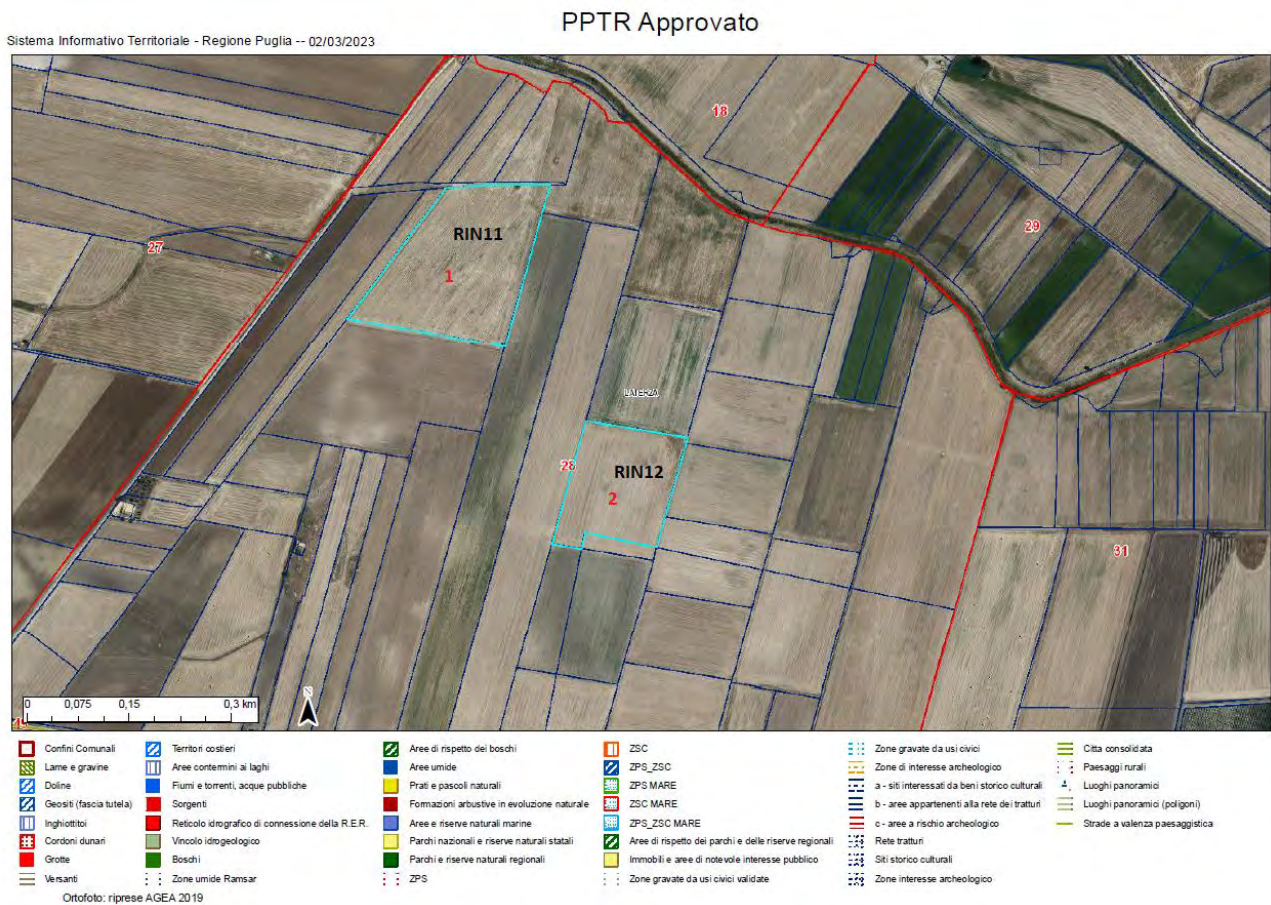 PPTR Approvato
Sistema Informativo Territoriale - Regione Puglia -- 02/03/2023
18
29
27
RIN11
1
LATERZA
28
RIN12
2
31
N
0 0,075 0,15 0,3 km
Confini Comunali
Lame e gravine
Doline
Geositi (fascia tutela)
Inghiottitoi
Cordoni dunari
Grotte
Versanti
Territori costieri
Aree contermini ai laghi
Fiumi e torrenti, acque pubbliche
Sorgenti
Reticolo idrografico di connessione della R.E.R.
Vincolo idrogeologico
Boschi
Zone umide Ramsar
Aree di rispetto dei boschi
Aree umide
Prati e pascoli naturali
Formazioni arbustive in evoluzione naturale
Aree e riserve naturali marine
Parchi nazionali e riserve naturali statali
Parchi e riserve naturali regionali
ZPS
ZSC
ZPS_ZSC
ZPS MARE
ZSC MARE
ZPS_ZSC MARE
Aree di rispetto dei parchi e delle riserve regionali
Immobili e aree di notevole interesse pubblico
Zone gravate da usi civici validate
Zone gravate da usi civici
Zone di interesse archeologico
a - siti interessati da beni storico culturali
b - aree appartenenti alla rete dei tratturi
c - aree a rischio archeologico
Rete tratturi
Siti storico culturali
Zone interesse archeologico
Citta consolidata
Paesaggi rurali
Luoghi panoramici
Luoghi panoramici (poligoni)
Strade a valenza paesaggistica
Ortofoto: riprese AGEA 2019